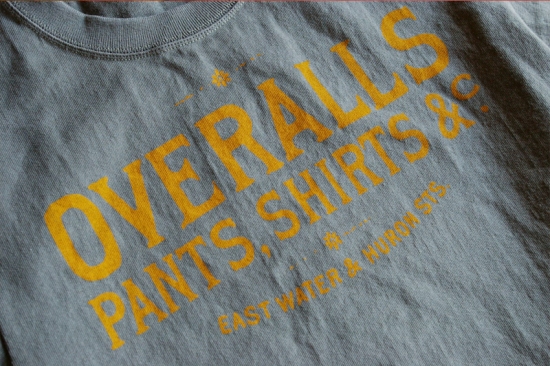 OVERALLS
PANTS, SHIRTS &C.
EAST WATER & HURON STS.